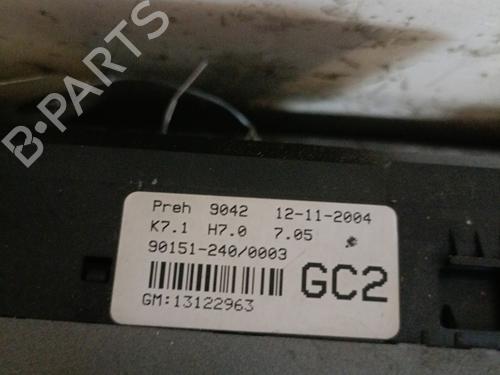 B-PARTS
Preh 9042 12-11-2004
K7.1 H7.0 7.05
90151-240/0003
GC2
GM:13122963